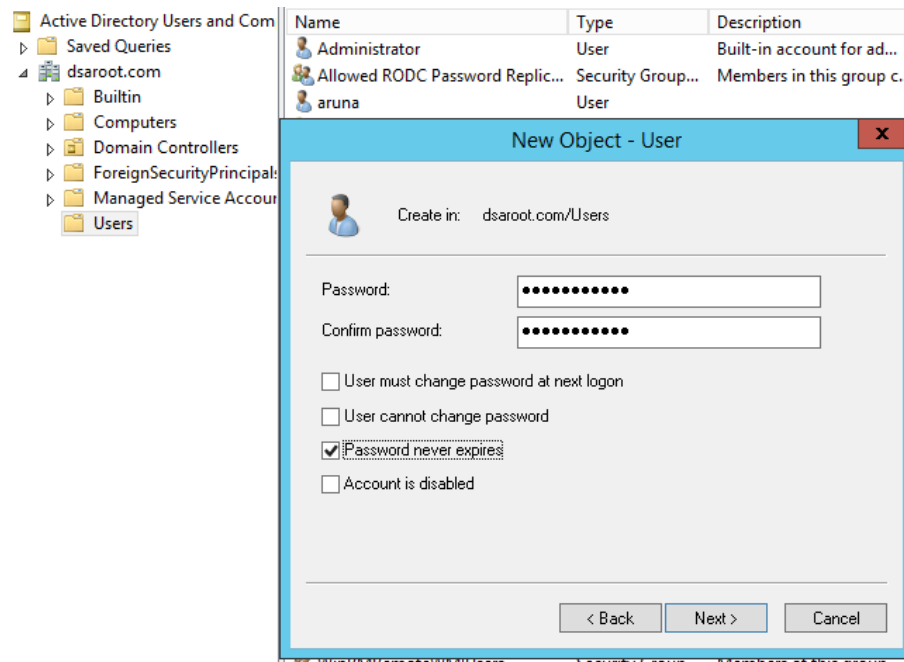 Active Directory Users and Com
Saved Queries
dsaroot.com
Builtin
Computers
Domain Controllers
ForeignSecurityPrincipals
Managed Service Accour
Users
Name Type Description
Administrator User Built-in account for ad...
Allowed RODC Password Replic... Security Group... Members in this group c.
aruna User
New Object - User
x
Create in: dsaroot.com/Users
Password: ●●●●●●●●●●●
Confirm password: ●●●●●●●●●●●
User must change password at next logon
User cannot change password
Password never expires
Account is disabled
< Back Next > Cancel